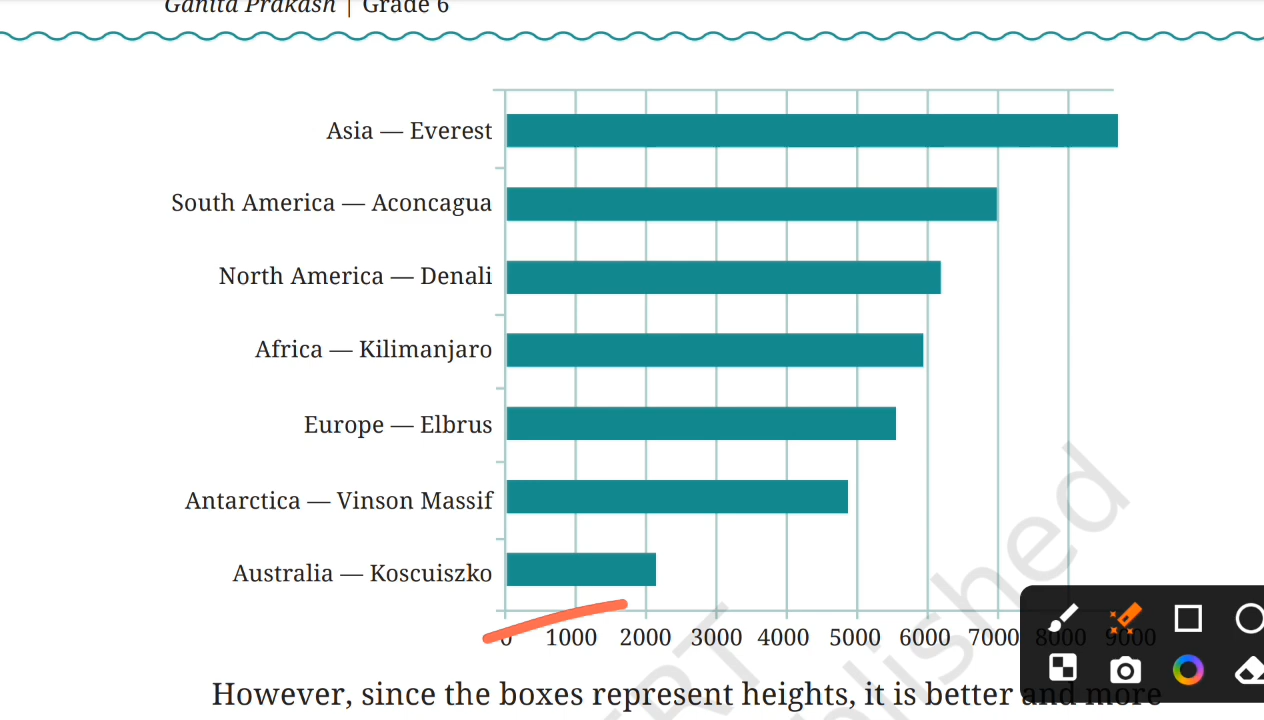 Ganita Prakash | Grade 6
Asia — Everest
South America — Aconcagua
North America — Denali
Africa — Kilimanjaro
Europe — Elbrus
Antarctica — Vinson Massif
Australia — Koscuiszko
0 1000 2000 3000 4000 5000 6000 7000 8000 9000
However, since the boxes represent heights, it is better and more